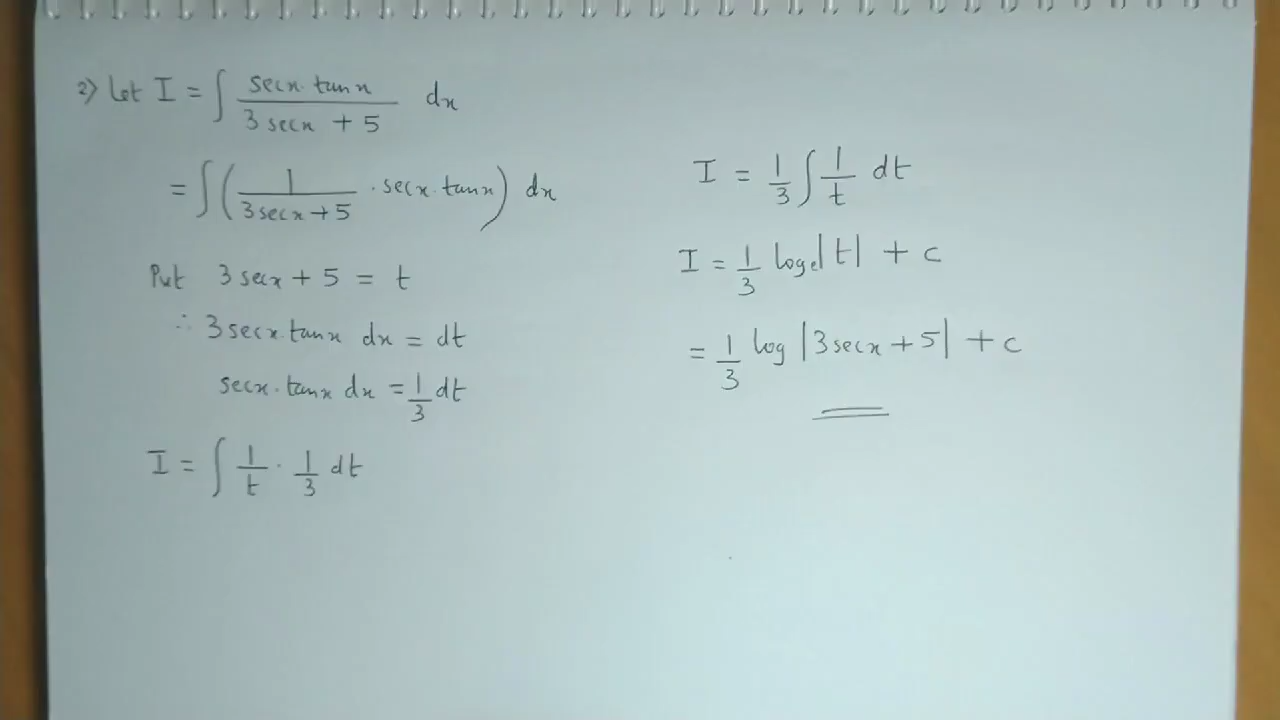 2) Let I = ∫ secx. tanx / 3 secx + 5 dx
= ∫ ( 1 / 3 secx + 5 . secx. tanx ) dx
Put 3 secx + 5 = t
∴ 3 secx. tanx dx = dt
secx. tanx dx = 1/3 dt
I = ∫ 1/t . 1/3 dt
I = 1/3 ∫ 1/t dt
I = 1/3 logₑ|t| + c
= 1/3 log |3 secx + 5| + c